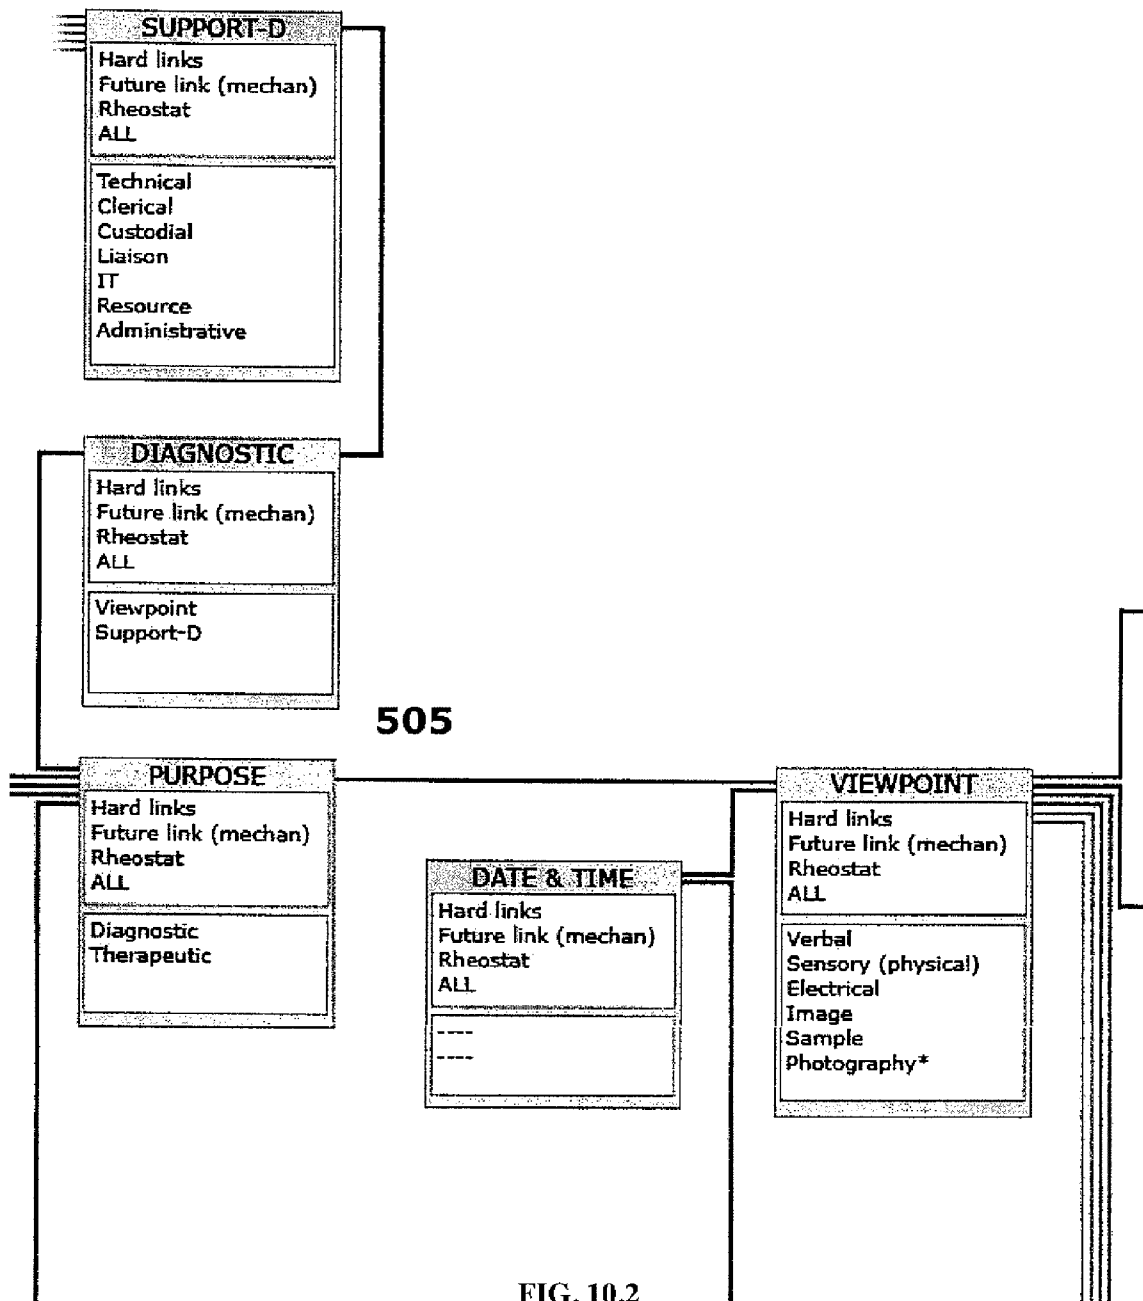 SUPPORT-D
Hard links
Future link (mechan)
Rheostat
ALL
Technical
Clerical
Custodial
Liaison
IT
Resource
Administrative
DIAGNOSTIC
Hard links
Future link (mechan)
Rheostat
ALL
Viewpoint
Support-D
505
PURPOSE
Hard links
Future link (mechan)
Rheostat
ALL
Diagnostic
Therapeutic
DATE & TIME
Hard links
Future link (mechan)
Rheostat
ALL
----
----
VIEWPOINT
Hard links
Future link (mechan)
Rheostat
ALL
Verbal
Sensory (physical)
Electrical
Image
Sample
Photography*
FIG. 10.2